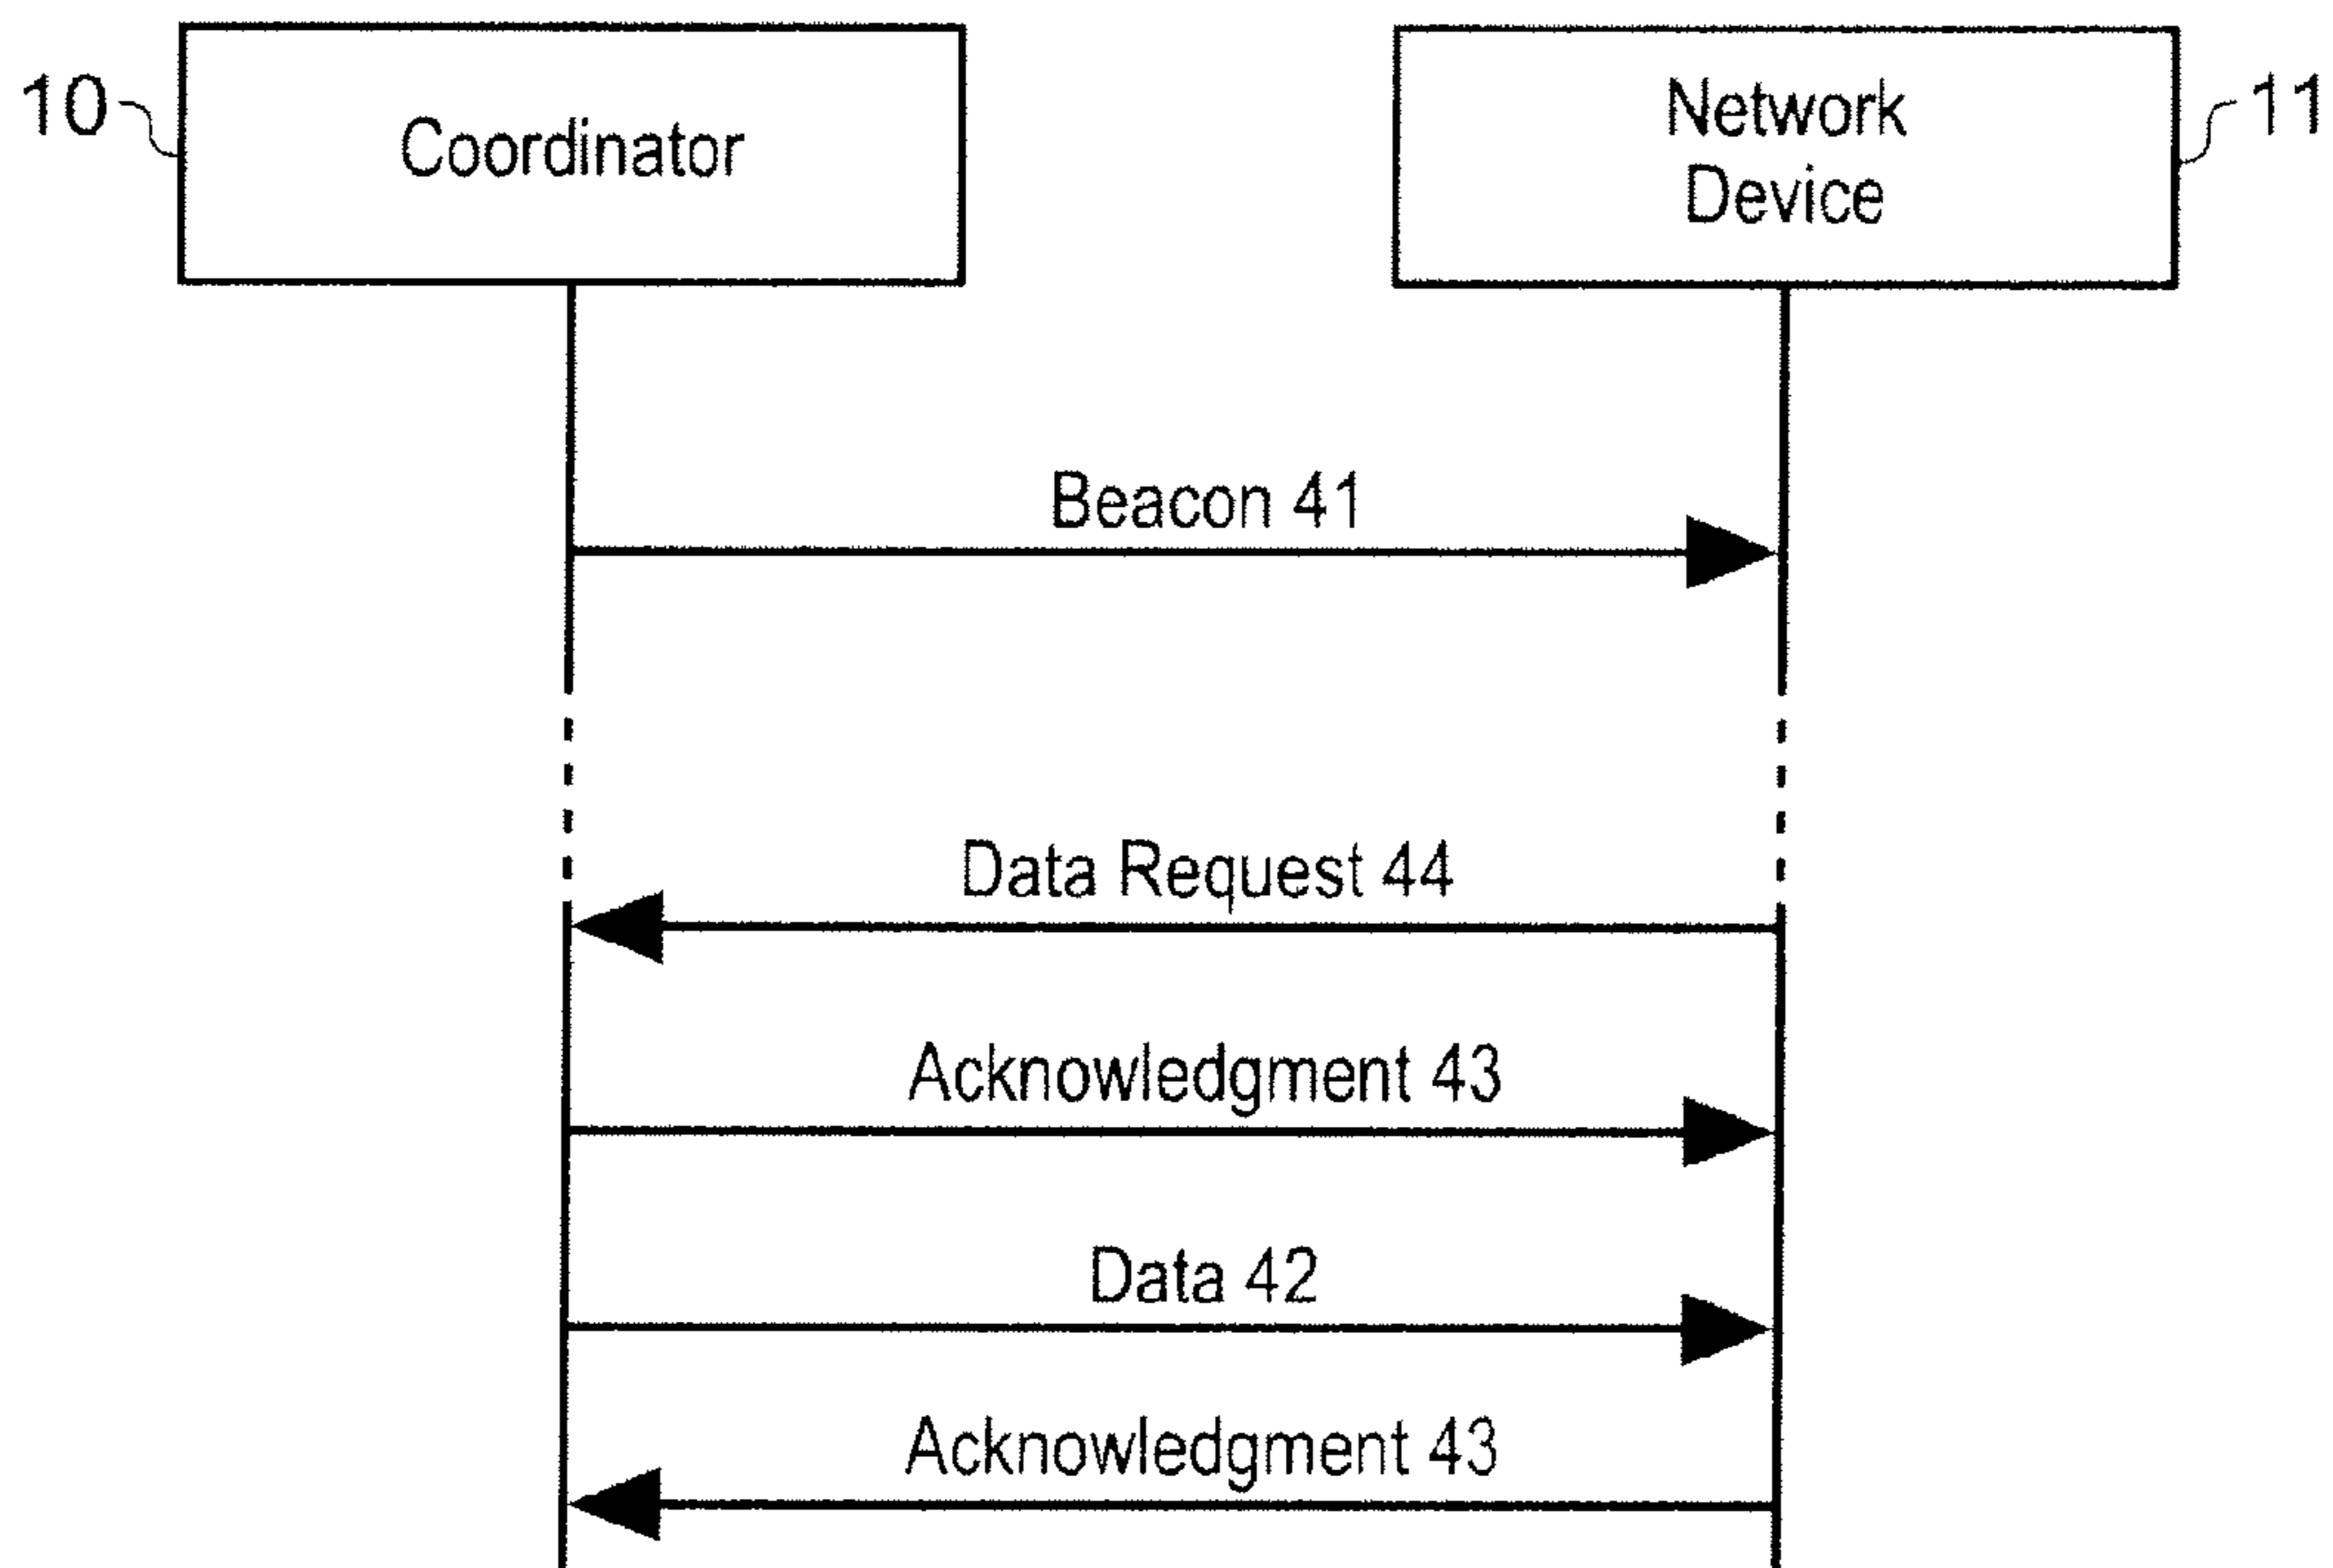 10
Coordinator
Network
Device
11
Beacon 41
Data Request 44
Acknowledgment 43
Data 42
Acknowledgment 43